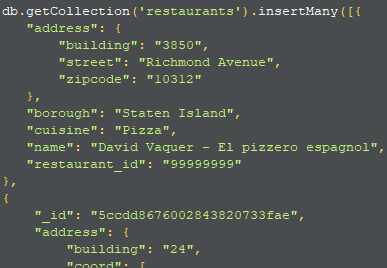 db.getCollection('restaurants').insertMany([{
"address": {
"building": "3850",
"street": "Richmond Avenue",
"zipcode": "10312"
},
"borough": "Staten Island",
"cuisine": "Pizza",
"name": "David Vaquer - El pizzero espagnol",
"restaurant_id": "99999999"
},
{
"_id": "5ccdd8676002843820733fae",
"address": {
"building": "24",
"coord": [